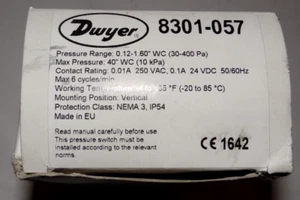 Dwyer®
8301-057
Pressure Range: 0.12-1.60" WC (30-400 Pa)
Max Pressure: 40" WC (10 kPa)
Contact Rating: 0.01A 250 VAC, 0.1A 24 VDC 50/60Hz
Max 6 cycles/min
Working °F (-20 to 85 °C)
Mounting Position: Vertical
Protection Class: NEMA 3, IP54
Made in EU
Read manual carefully before use.
This pressure switch must be
installed according to the relevant
norms.
CE 1642